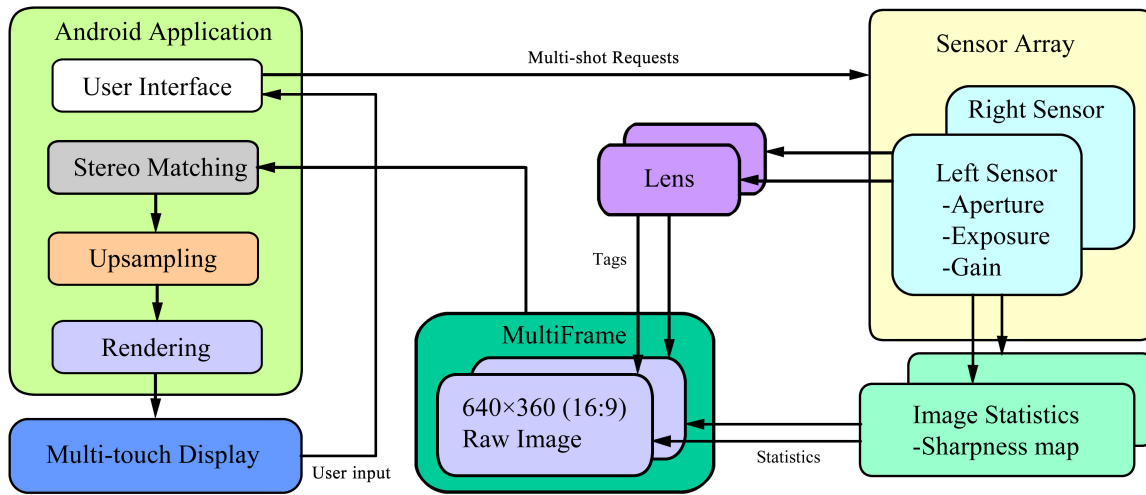 Android Application
User Interface
Stereo Matching
Upsampling
Rendering
Multi-touch Display
User input
Multi-shot Requests
Lens
Tags
MultiFrame
640×360 (16:9)
Raw Image
Statistics
Sensor Array
Right Sensor
Left Sensor
-Aperture
-Exposure
-Gain
Image Statistics
-Sharpness map